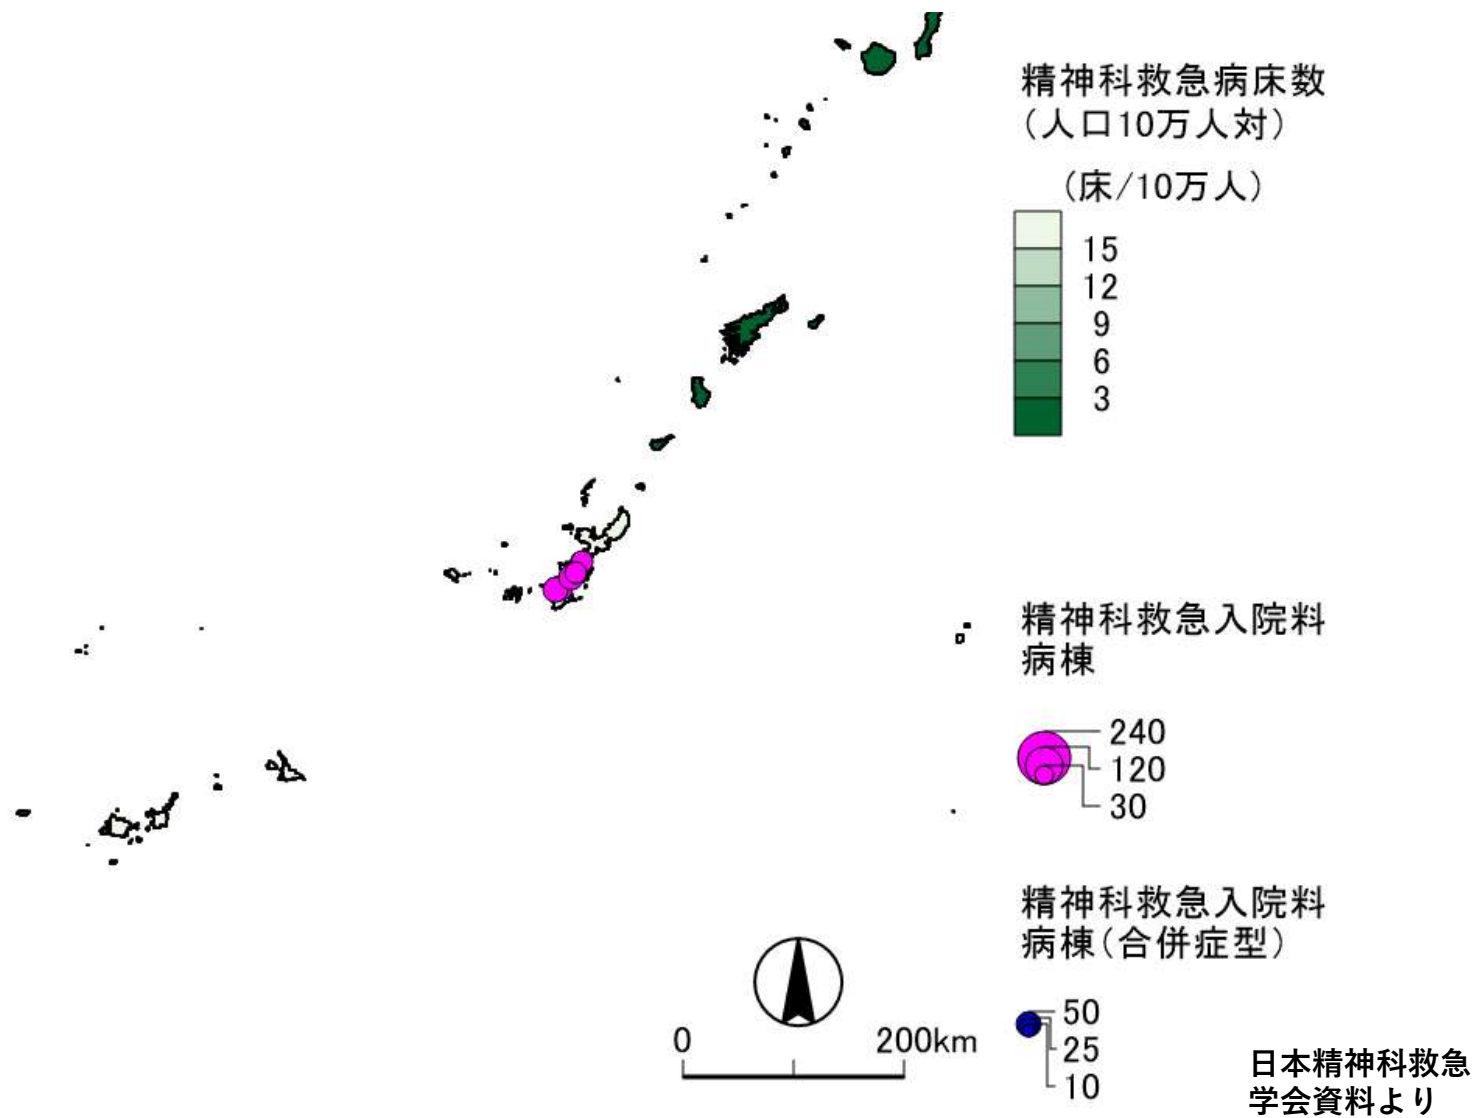 精神科救急病床数
（人口10万人対）
（床/10万人）
15
12
9
6
3
精神科救急入院料
病棟
240
120
30
精神科救急入院料
病棟（合併症型）
50
25
10
0
200km
日本精神科救急
学会資料より